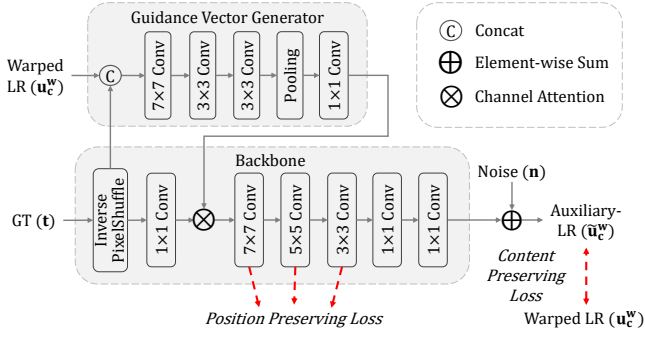 Guidance Vector Generator
Warped
LR (u_c^w)
C
7×7 Conv
3×3 Conv
3×3 Conv
Pooling
1×1 Conv
C Concat
Element-wise Sum
Channel Attention
Backbone
GT (t)
Inverse
PixelShuffle
1×1 Conv
7×7 Conv
5×5 Conv
3×3 Conv
1×1 Conv
1×1 Conv
Noise (n)
Auxiliary-
LR (ũ_c^w)
Content
Preserving
Loss
Position Preserving Loss
Warped LR (u_c^w)